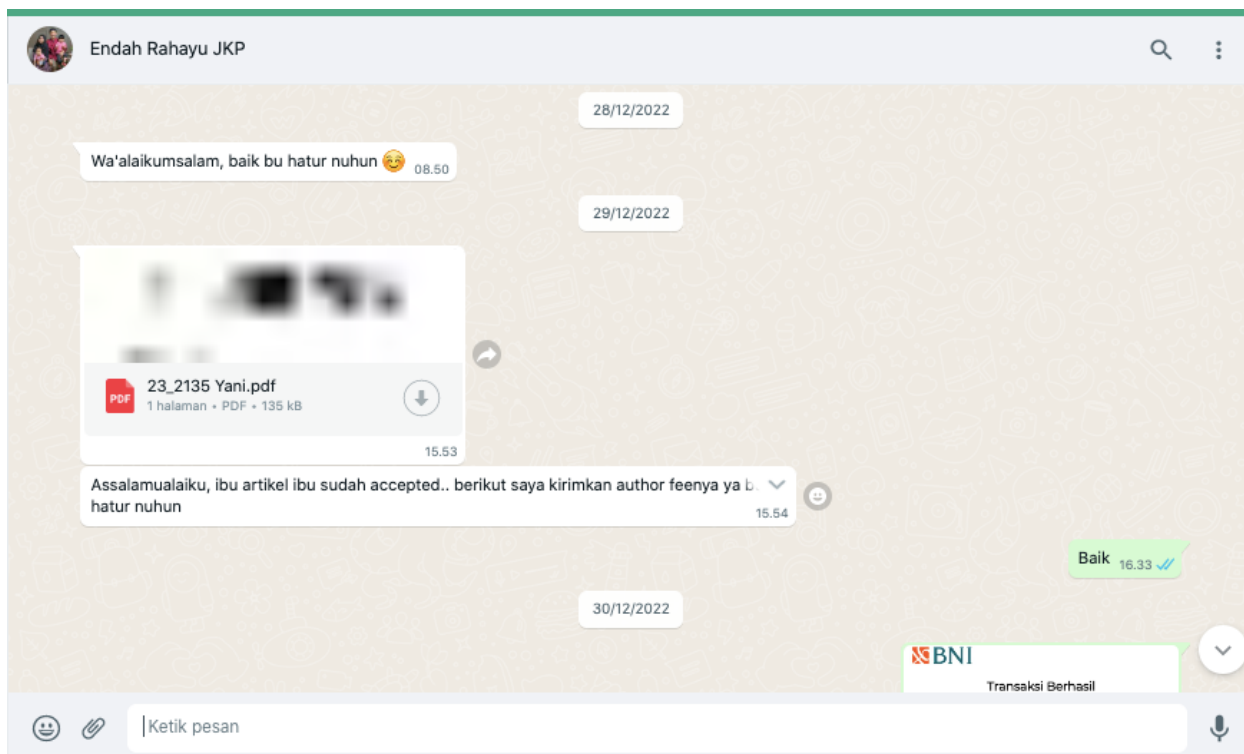 Endah Rahayu JKP
28/12/2022
Wa'alaikumsalam, baik bu hatur nuhun 😊 08.50
29/12/2022
23_2135 Yani.pdf
PDF
1 halaman • PDF • 135 kB
15.53
Assalamualaiku, ibu artikel ibu sudah accepted.. berikut saya kirimkan author feenya ya b
hatur nuhun
15.54
Baik 16.33
30/12/2022
BNI
Transaksi Berhasil
Ketik pesan